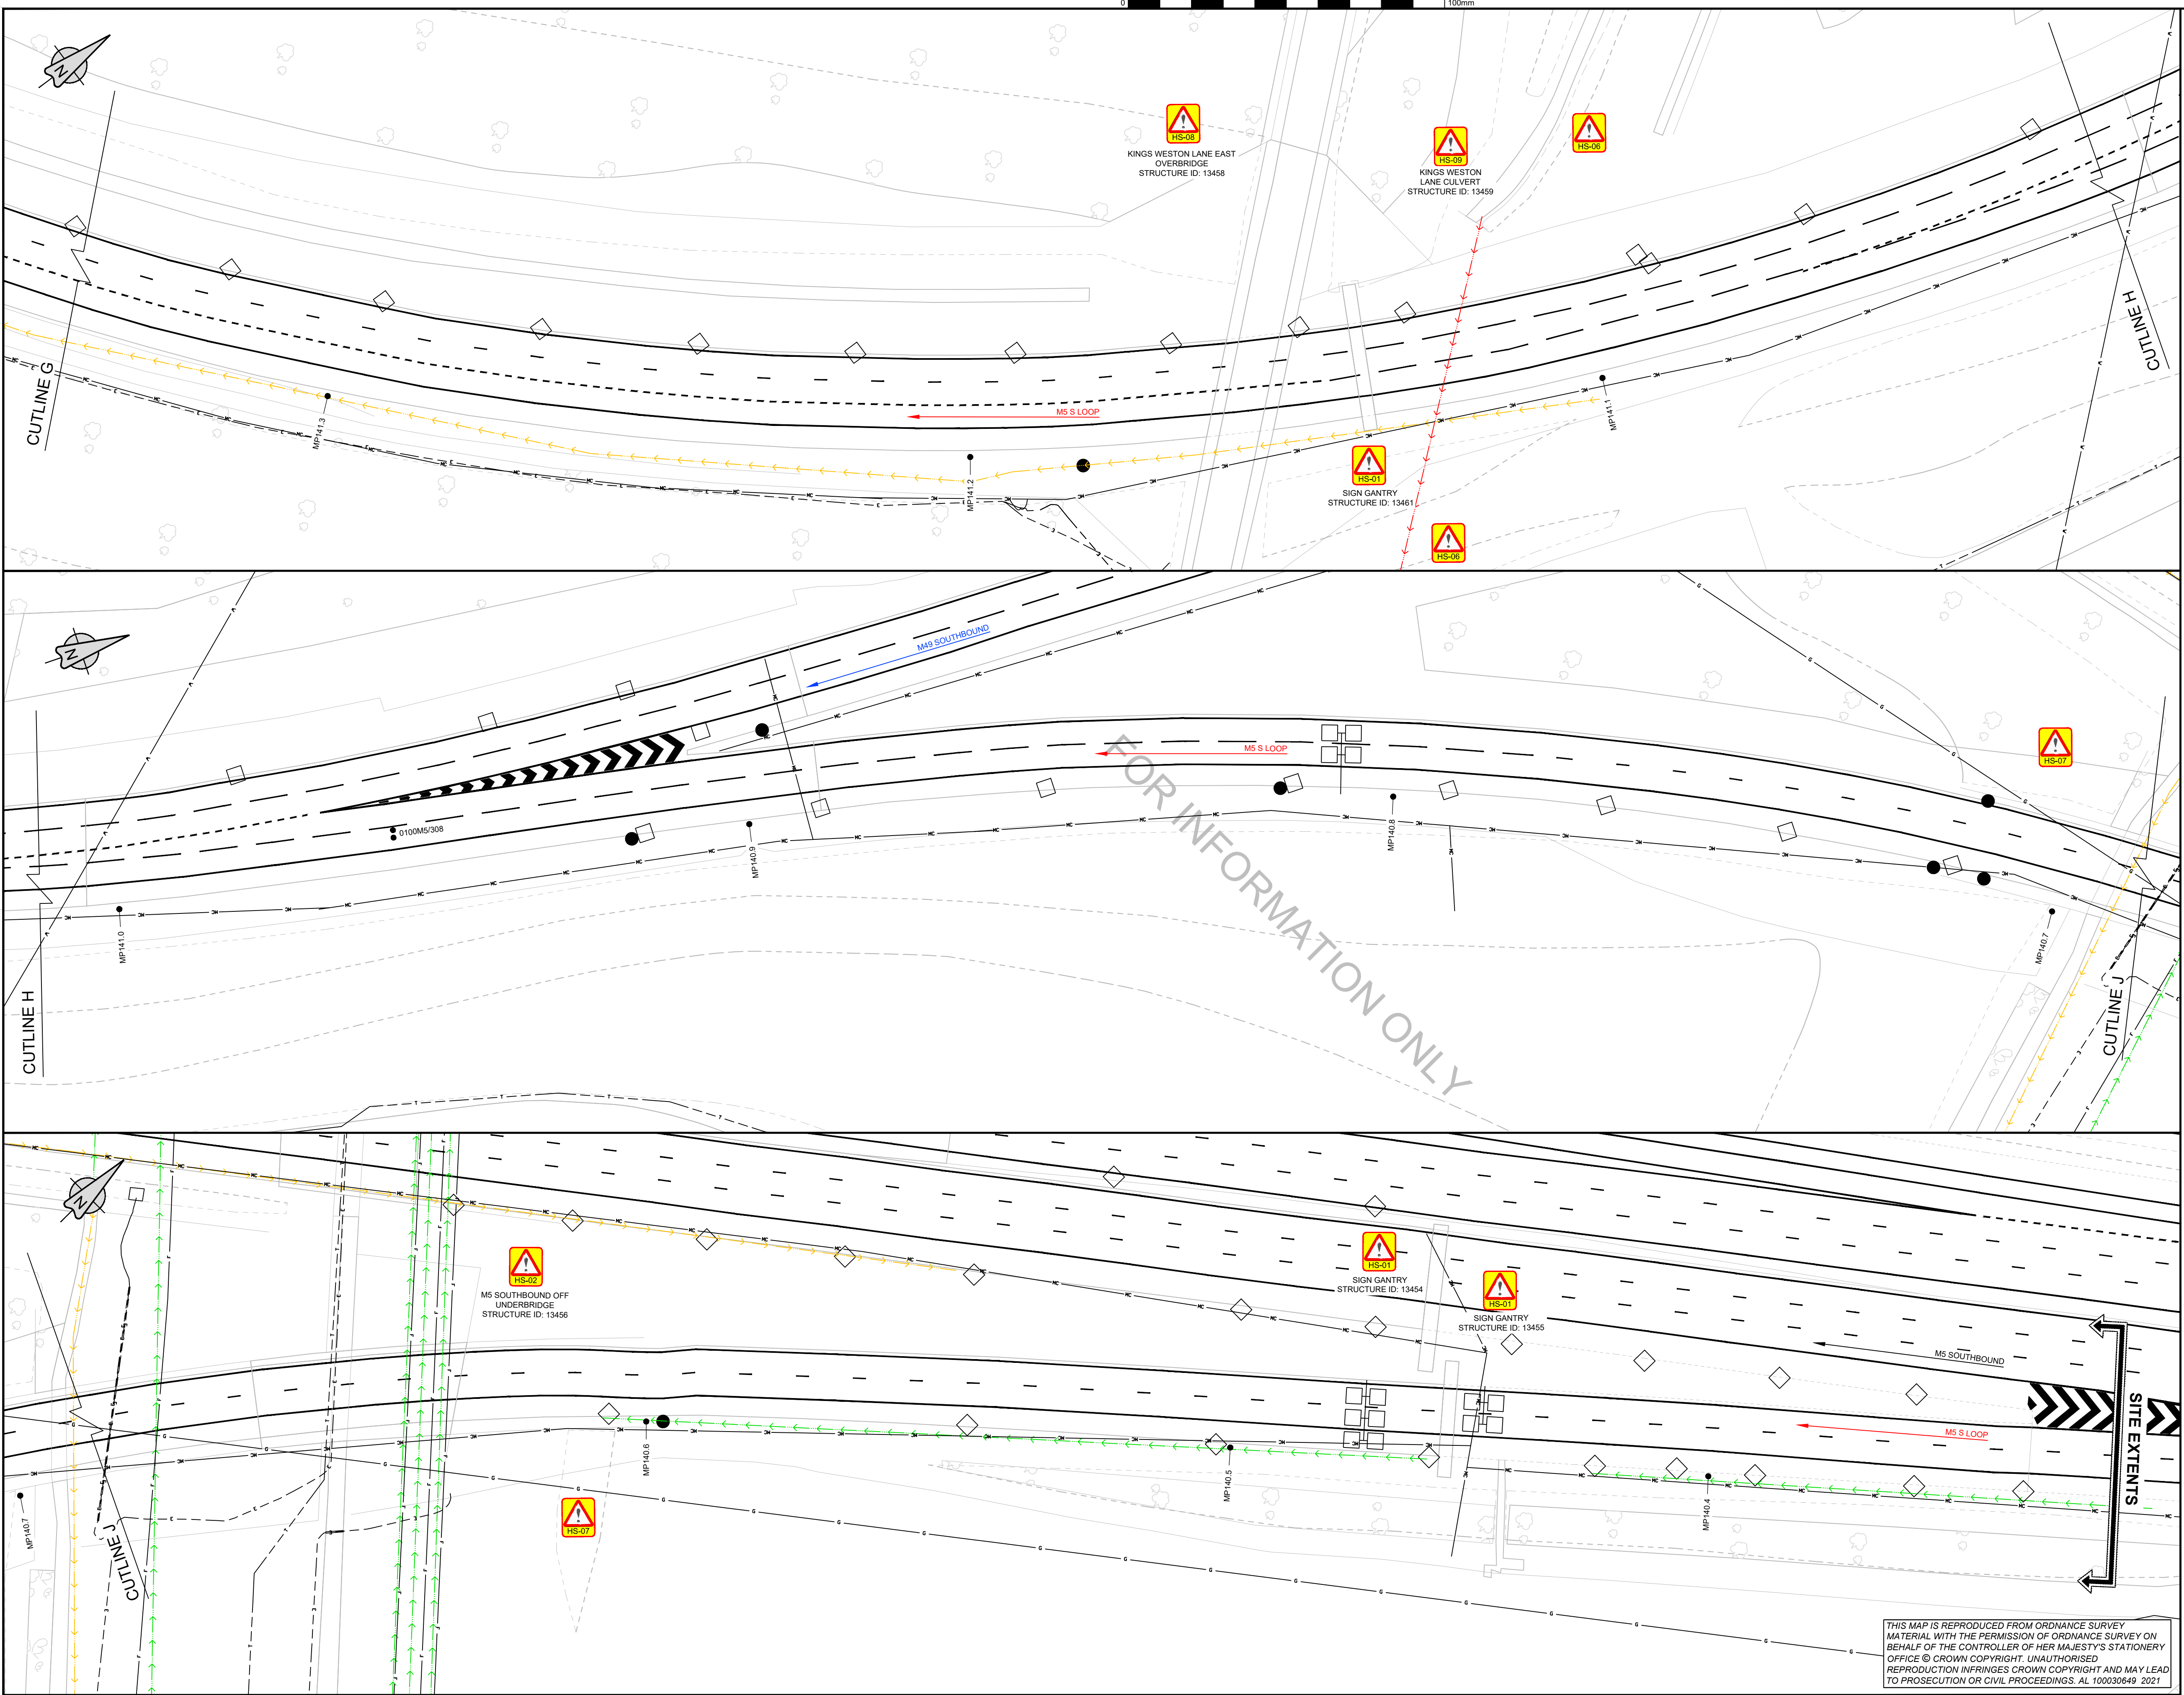 0 100mm
HS-08
KINGS WESTON LANE EAST
OVERBRIDGE
STRUCTURE ID: 13458
HS-09
KINGS WESTON
LANE CULVERT
STRUCTURE ID: 13459
HS-06
N
CUTLINE G
CUTLINE H
MP141.3
M5 S LOOP
MP141.2
MP141.1
HS-01
SIGN GANTRY
STRUCTURE ID: 13461
HS-06
N
M49 SOUTHBOUND
M5 S LOOP
HS-07
0100M5/308
MP140.9
MP140.8
MP141.0
MP140.7
CUTLINE H
CUTLINE J
FOR INFORMATION ONLY
N
HS-02
M5 SOUTHBOUND OFF
UNDERBRIDGE
STRUCTURE ID: 13456
HS-01
SIGN GANTRY
STRUCTURE ID: 13454
HS-01
SIGN GANTRY
STRUCTURE ID: 13455
M5 SOUTHBOUND
M5 S LOOP
SITE EXTENTS
MP140.7
CUTLINE J
MP140.6
MP140.5
MP140.4
HS-07
THIS MAP IS REPRODUCED FROM ORDNANCE SURVEY
MATERIAL WITH THE PERMISSION OF ORDNANCE SURVEY ON
BEHALF OF THE CONTROLLER OF HER MAJESTY'S STATIONERY
OFFICE © CROWN COPYRIGHT. UNAUTHORISED
REPRODUCTION INFRINGES CROWN COPYRIGHT AND MAY LEAD
TO PROSECUTION OR CIVIL PROCEEDINGS. AL 100030649 2021